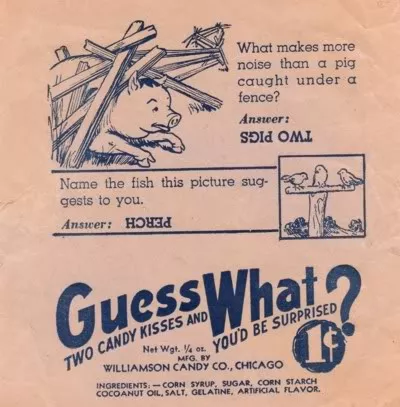 What makes more
noise than a pig
caught under a
fence?
Answer:
TWO PIGS
Name the fish this picture sug-
gests to you.
Answer: PERCH
Guess What?
TWO CANDY KISSES AND YOU'D BE SURPRISED
1¢
Net Wgt. ¼ oz.
MFG. BY
WILLIAMSON CANDY CO., CHICAGO
INGREDIENTS: — CORN SYRUP, SUGAR, CORN STARCH
COCOANUT OIL, SALT, GELATINE, ARTIFICIAL FLAVOR.